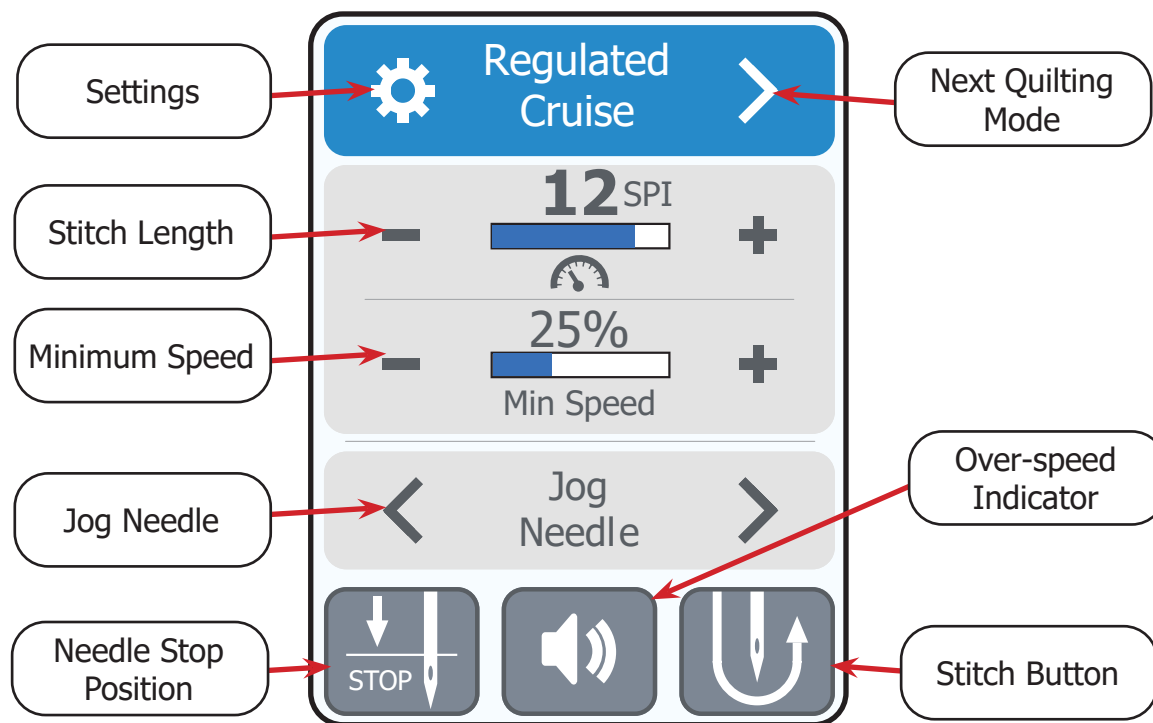 Settings
Regulated
Cruise
Next Quilting
Mode
12 SPI
Stitch Length
25%
Minimum Speed
Min Speed
Over-speed
Indicator
Jog
Needle
Jog Needle
Needle Stop
Position
STOP
Stitch Button